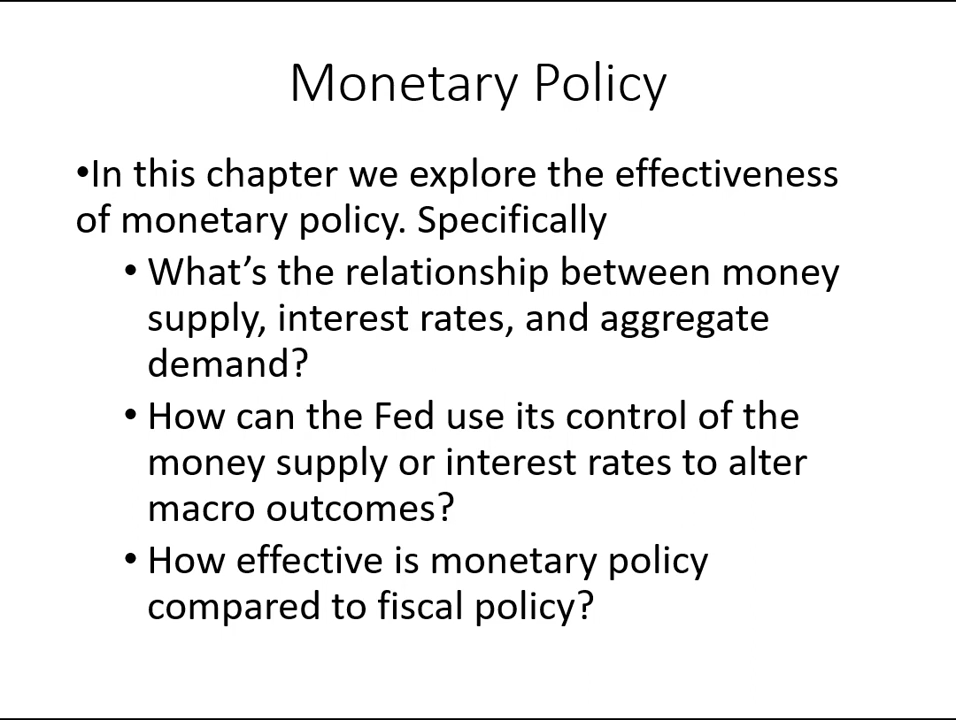 Monetary Policy
•In this chapter we explore the effectiveness
of monetary policy. Specifically
• What’s the relationship between money
supply, interest rates, and aggregate
demand?
• How can the Fed use its control of the
money supply or interest rates to alter
macro outcomes?
• How effective is monetary policy
compared to fiscal policy?